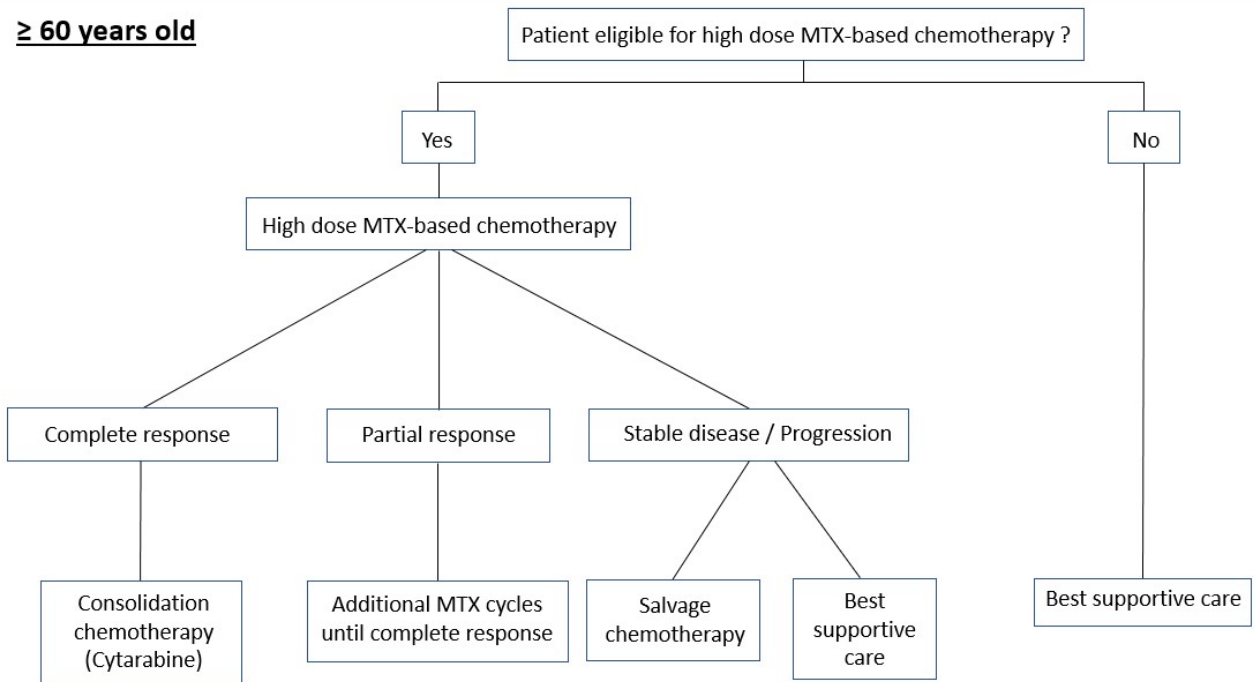 ≥ 60 years old
Patient eligible for high dose MTX-based chemotherapy ?
Yes
No
High dose MTX-based chemotherapy
Complete response
Partial response
Stable disease / Progression
Consolidation
chemotherapy
(Cytarabine)
Additional MTX cycles
until complete response
Salvage
chemotherapy
Best
supportive
care
Best supportive care